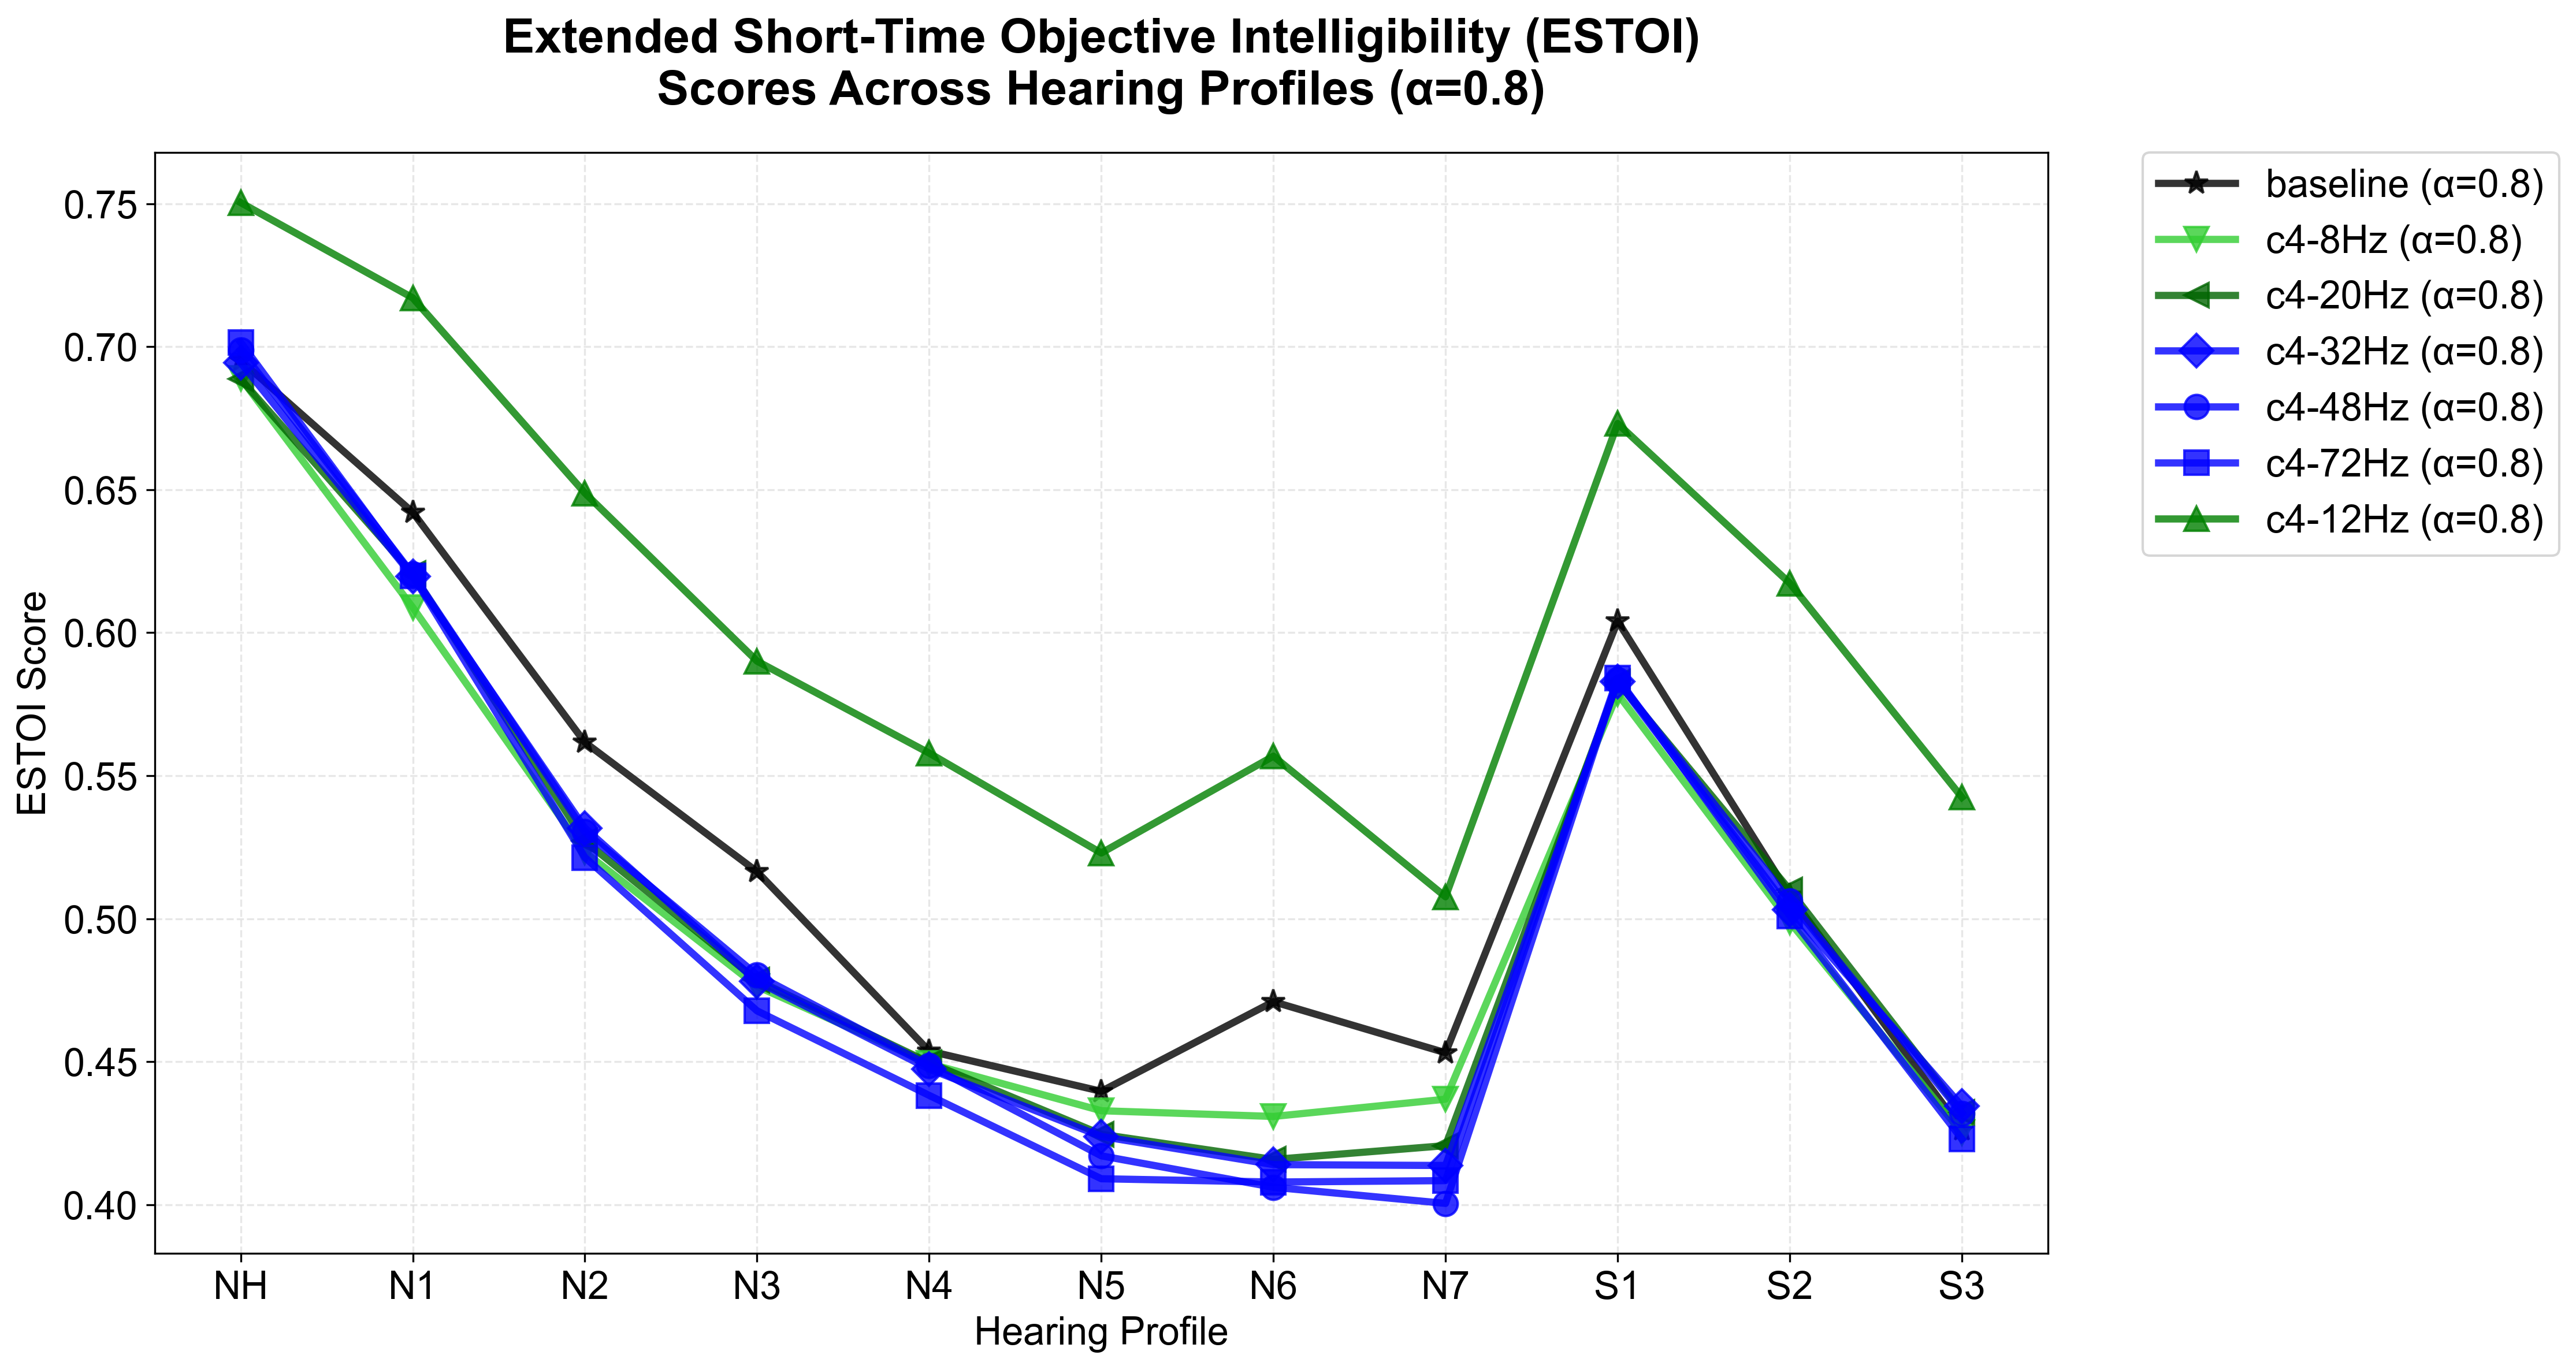 Extended Short-Time Objective Intelligibility (ESTOI)
Scores Across Hearing Profiles (α=0.8)
baseline (α=0.8)
c4-8Hz (α=0.8)
c4-20Hz (α=0.8)
c4-32Hz (α=0.8)
c4-48Hz (α=0.8)
c4-72Hz (α=0.8)
c4-12Hz (α=0.8)
ESTOI Score
0.75
0.70
0.65
0.60
0.55
0.50
0.45
0.40
NH N1 N2 N3 N4 N5 N6 N7 S1 S2 S3
Hearing Profile